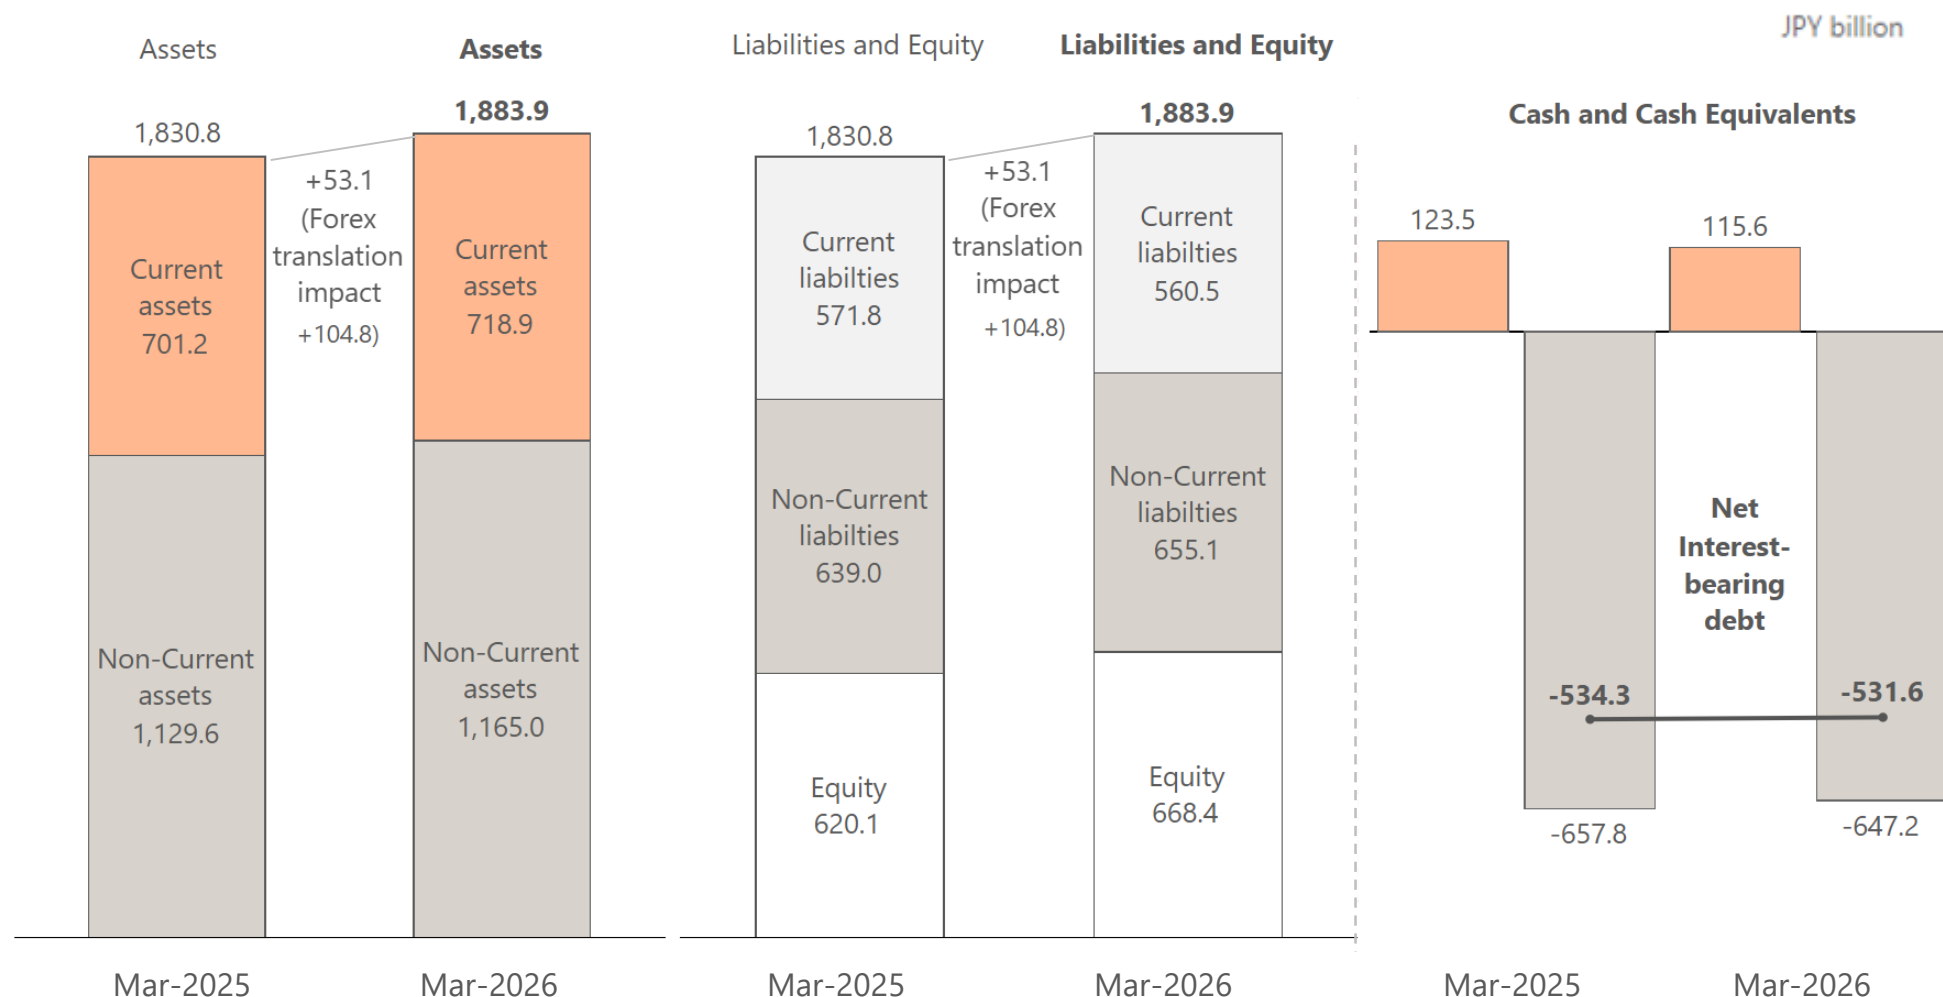 JPY billion
Assets
Assets
Liabilities and Equity
Liabilities and Equity
1,830.8
1,883.9
+53.1
(Forex
translation
impact
+104.8)
Current
assets
701.2
Current
assets
718.9
Non-Current
assets
1,129.6
Non-Current
assets
1,165.0
Mar-2025
Mar-2026
1,830.8
1,883.9
+53.1
(Forex
translation
impact
+104.8)
Current
liabilties
571.8
Current
liabilties
560.5
Non-Current
liabilties
639.0
Non-Current
liabilties
655.1
Equity
620.1
Equity
668.4
Mar-2025
Mar-2026
Cash and Cash Equivalents
123.5
115.6
Net
Interest-
bearing
debt
-534.3
-531.6
-657.8
-647.2
Mar-2025
Mar-2026